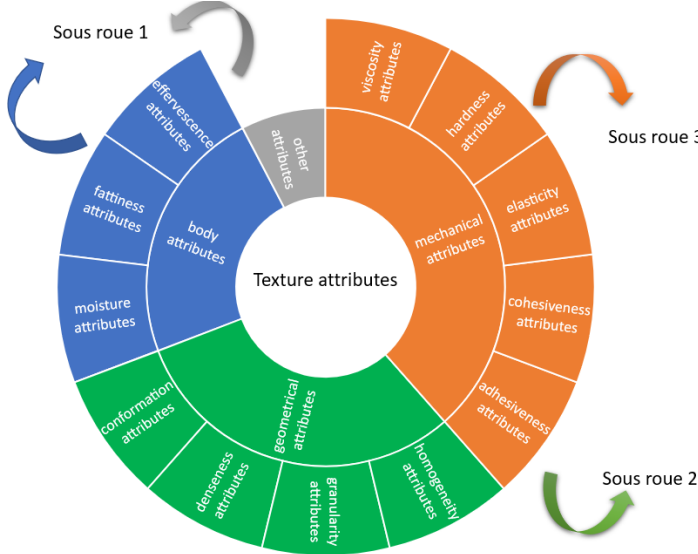 Sous roue 1
viscosity
attributes
hardness
attributes
Sous roue 3
elasticity
attributes
cohesiveness
attributes
adhesiveness
attributes
Sous roue 2
homogeneity
attributes
granularity
attributes
denseness
attributes
conformation
attributes
moisture
attributes
fattiness
attributes
effervescence
attributes
other
attributes
body
attributes
mechanical
attributes
geometrical
attributes
Texture attributes